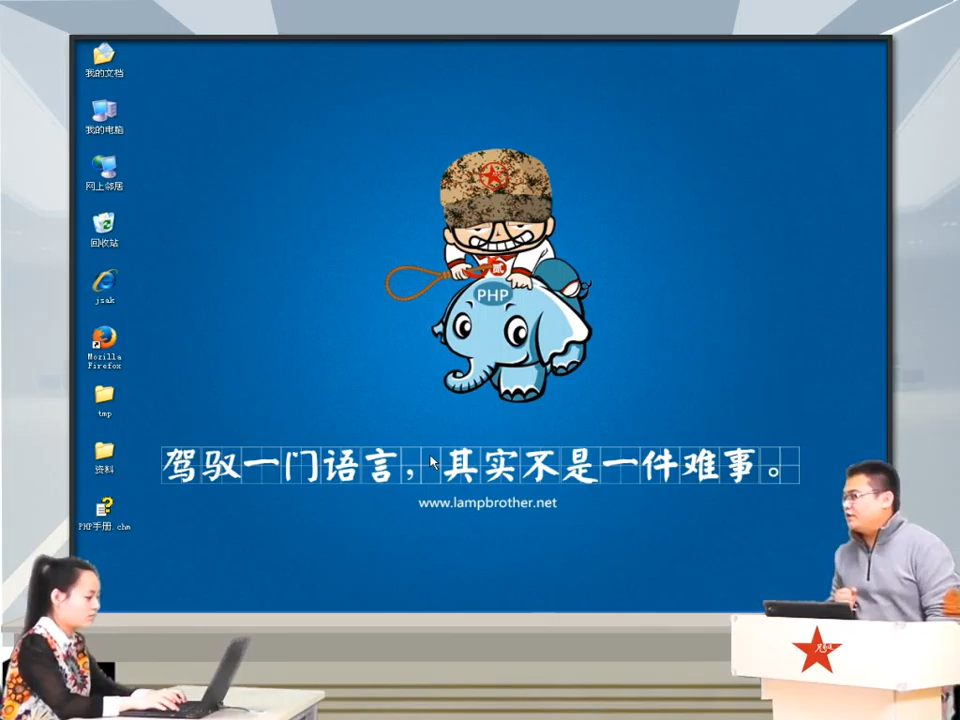 我的文档
我的电脑
网上邻居
回收站
jsak
Mozilla
Firefox
tmp
资料
PHP手册.chm
贰
PHP
驾驭一门语言，其实不是一件难事。
www.lampbrother.net